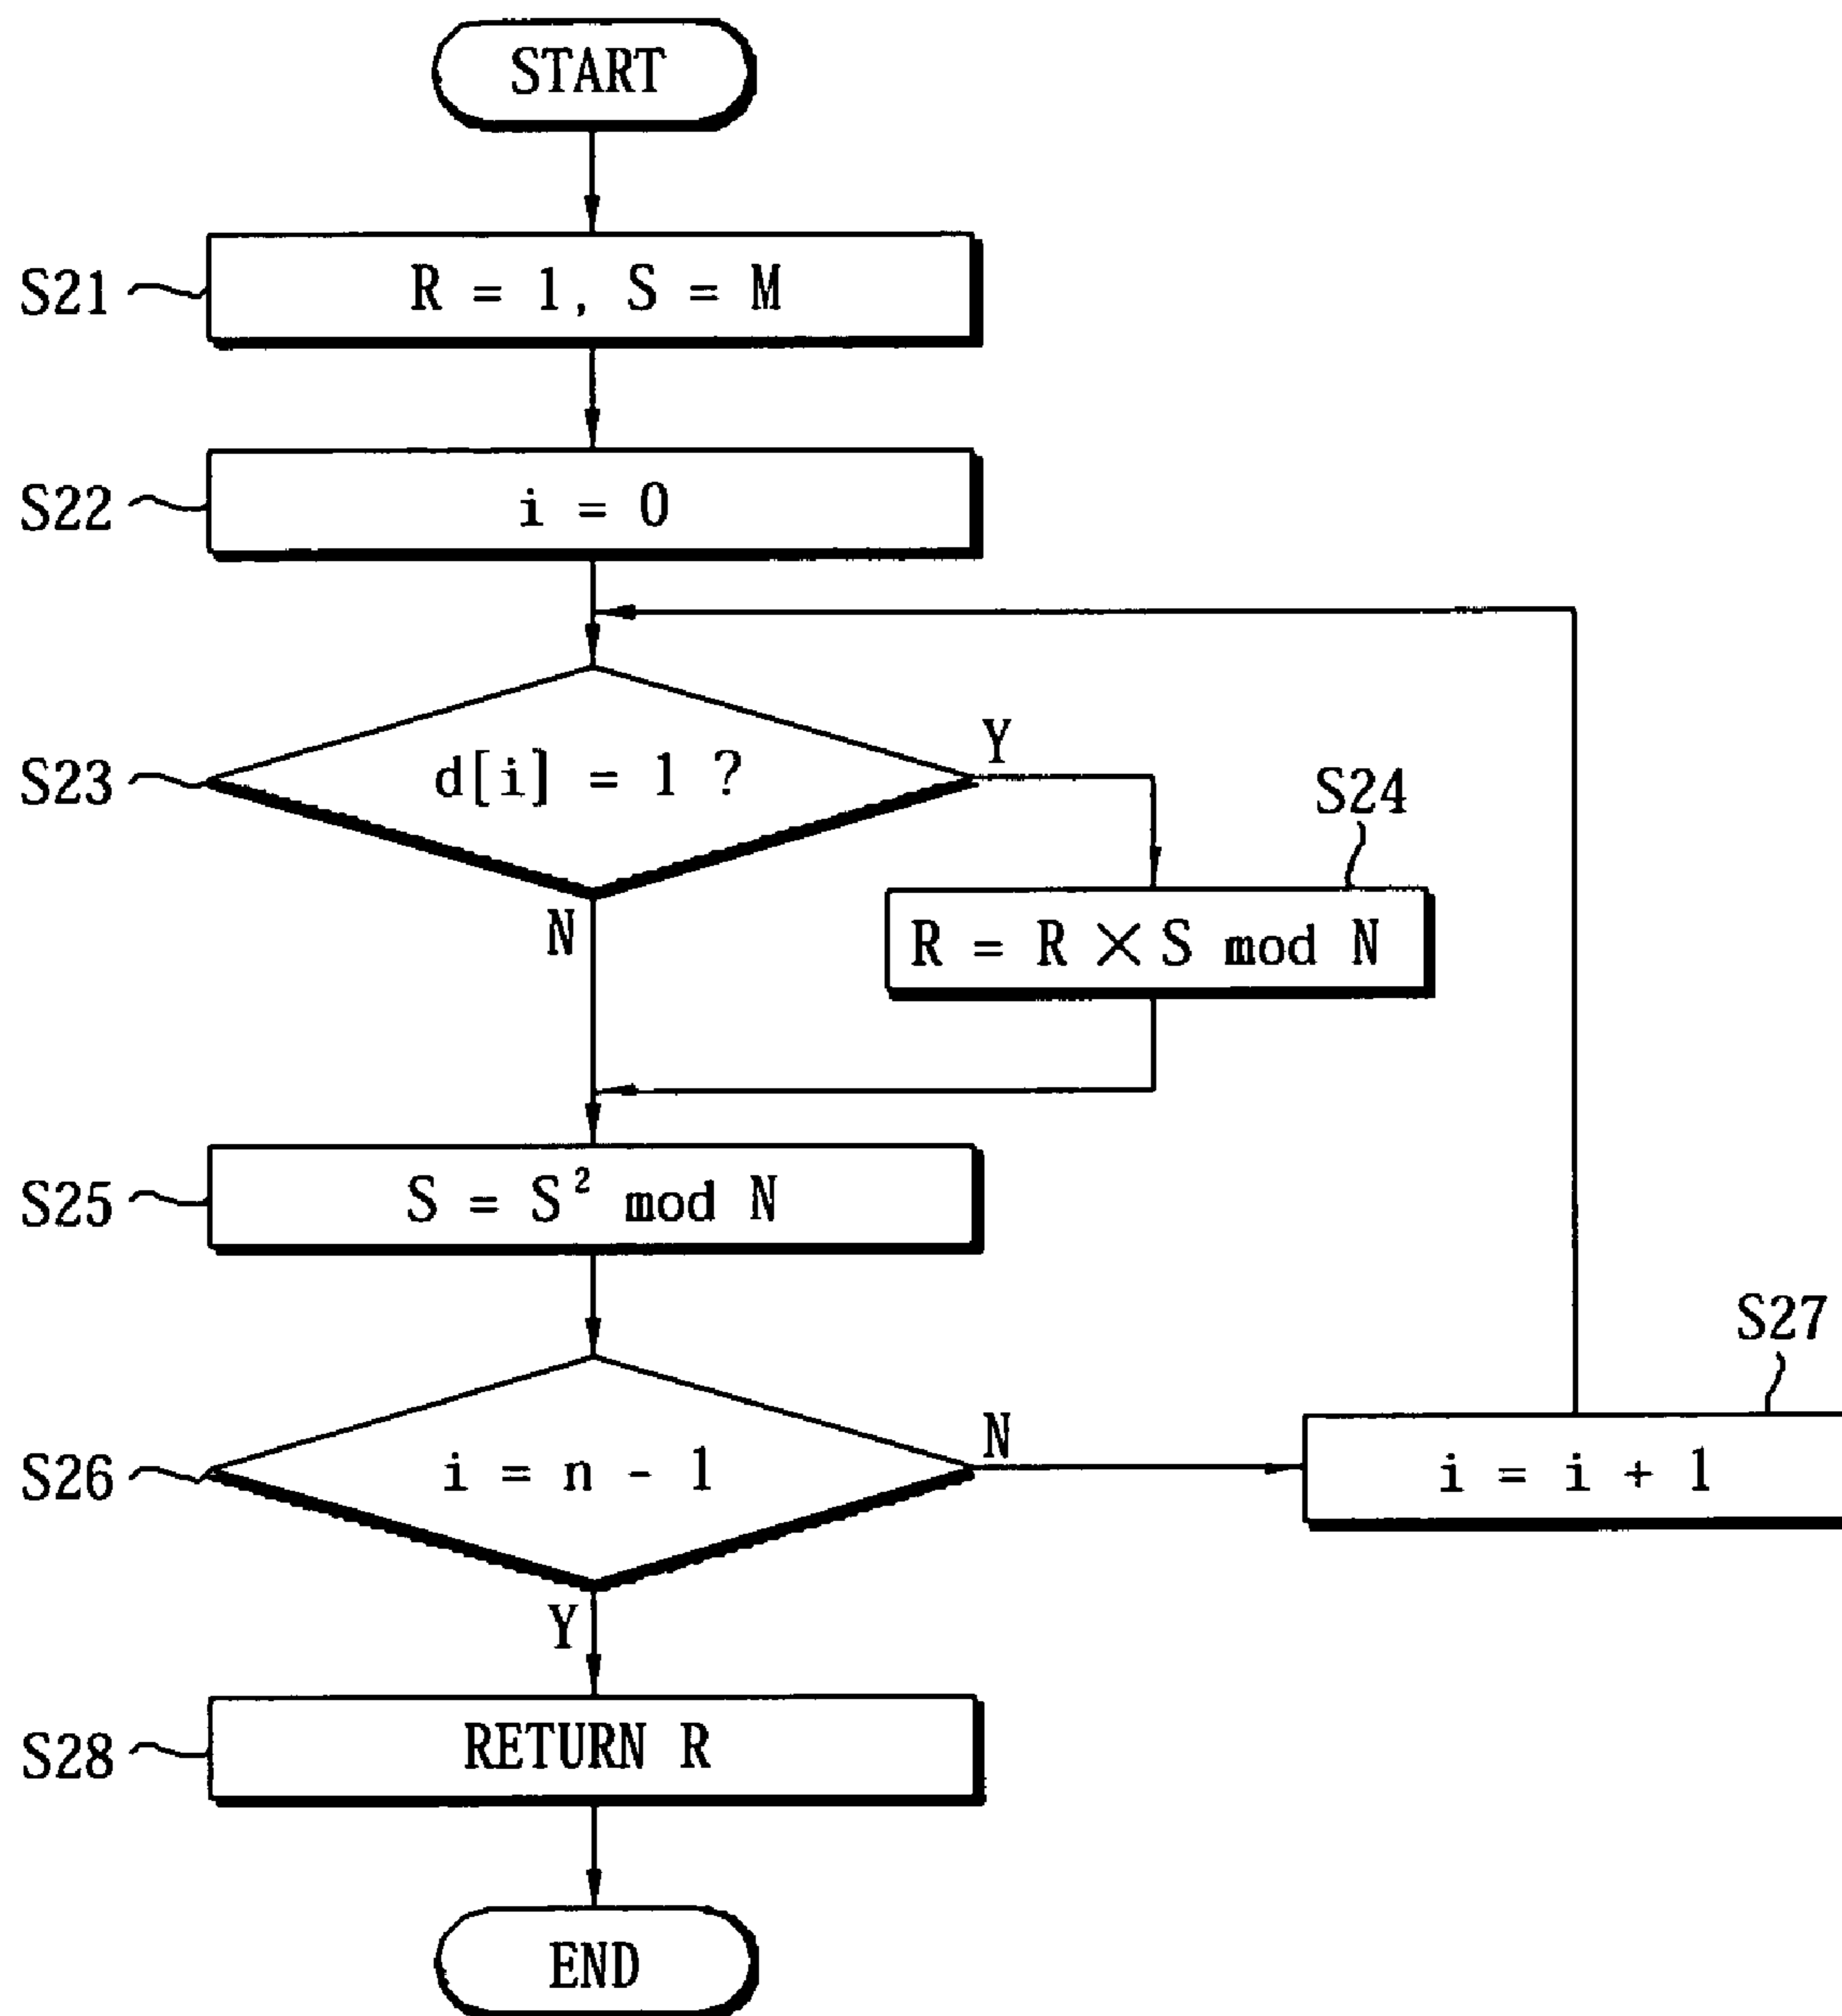 START
S21
R = 1, S = M
S22
i = 0
S23
d[i] = 1 ?
Y
S24
N
R = R × S mod N
S25
S = S² mod N
S27
S26
i = n - 1
N
i = i + 1
Y
S28
RETURN R
END